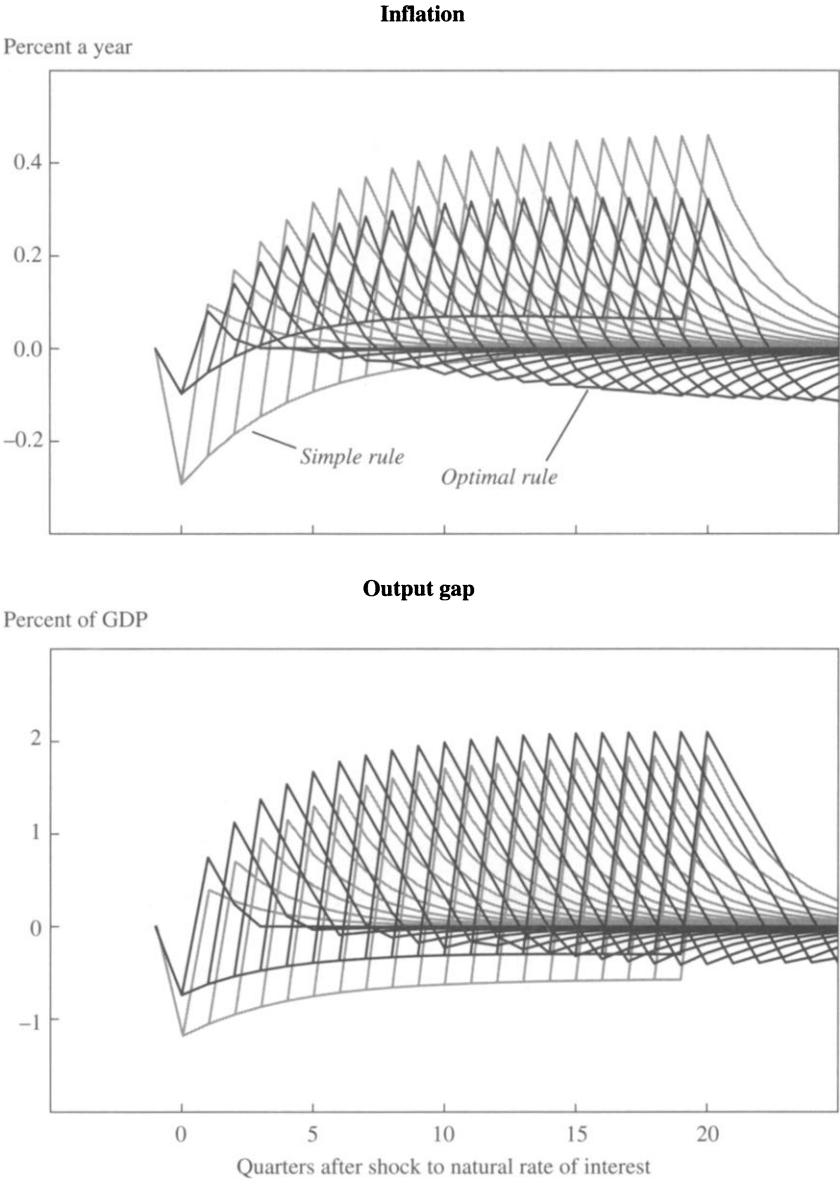 Inflation
Percent a year
0.4
0.2
0.0
–0.2
Simple rule
Optimal rule
Output gap
Percent of GDP
2
1
0
–1
0 5 10 15 20
Quarters after shock to natural rate of interest